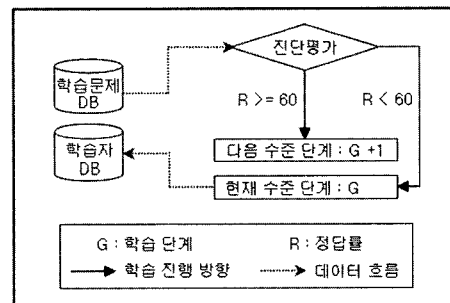 진단평가
학습문제
DB
R >= 60
R < 60
학습자
DB
다음 수준 단계 : G +1
현재 수준 단계 : G
G : 학습 단계
R : 정답률
학습 진행 방향
데이터 흐름